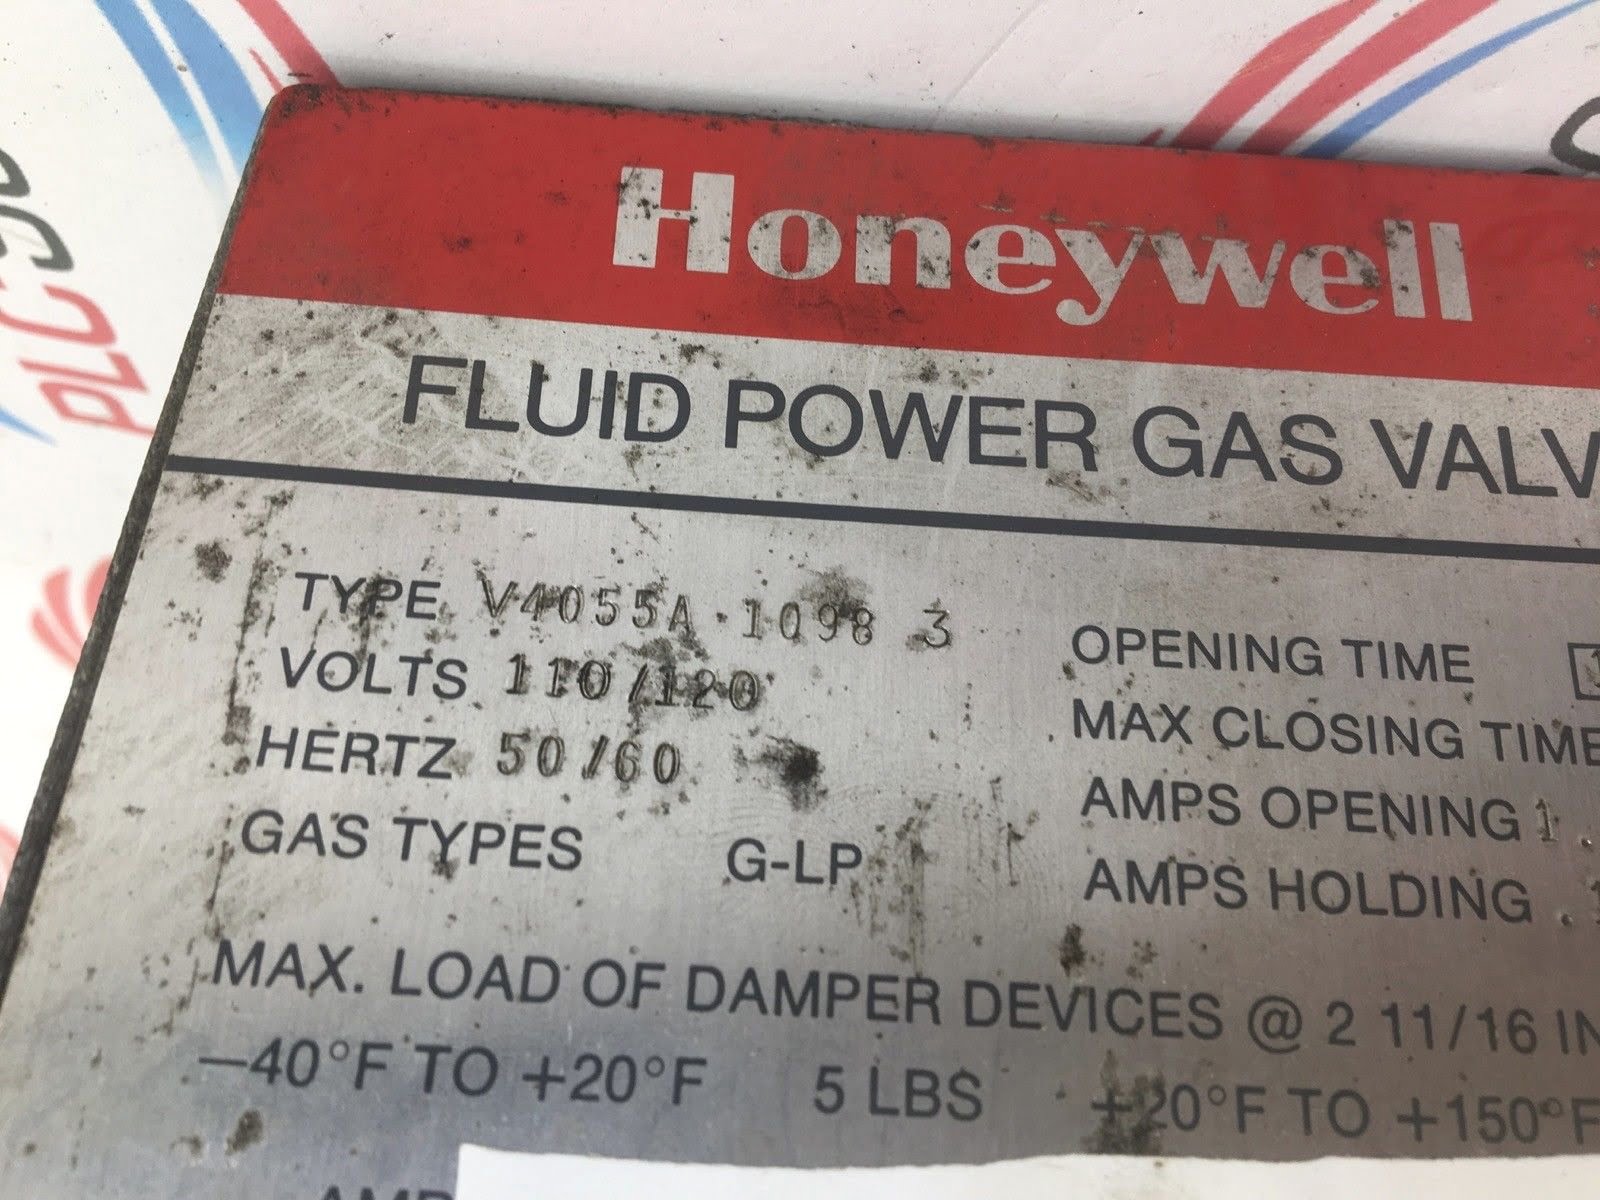 Honeywell
FLUID POWER GAS VALV
TYPE V4055A 1098 3
VOLTS 110/120
HERTZ 50/60
GAS TYPES G-LP
OPENING TIME
MAX CLOSING TIME
AMPS OPENING 1.
AMPS HOLDING .1
MAX. LOAD OF DAMPER DEVICES @ 2 11/16 IN
−40°F TO +20°F 5 LBS +20°F TO +150°F
PLC